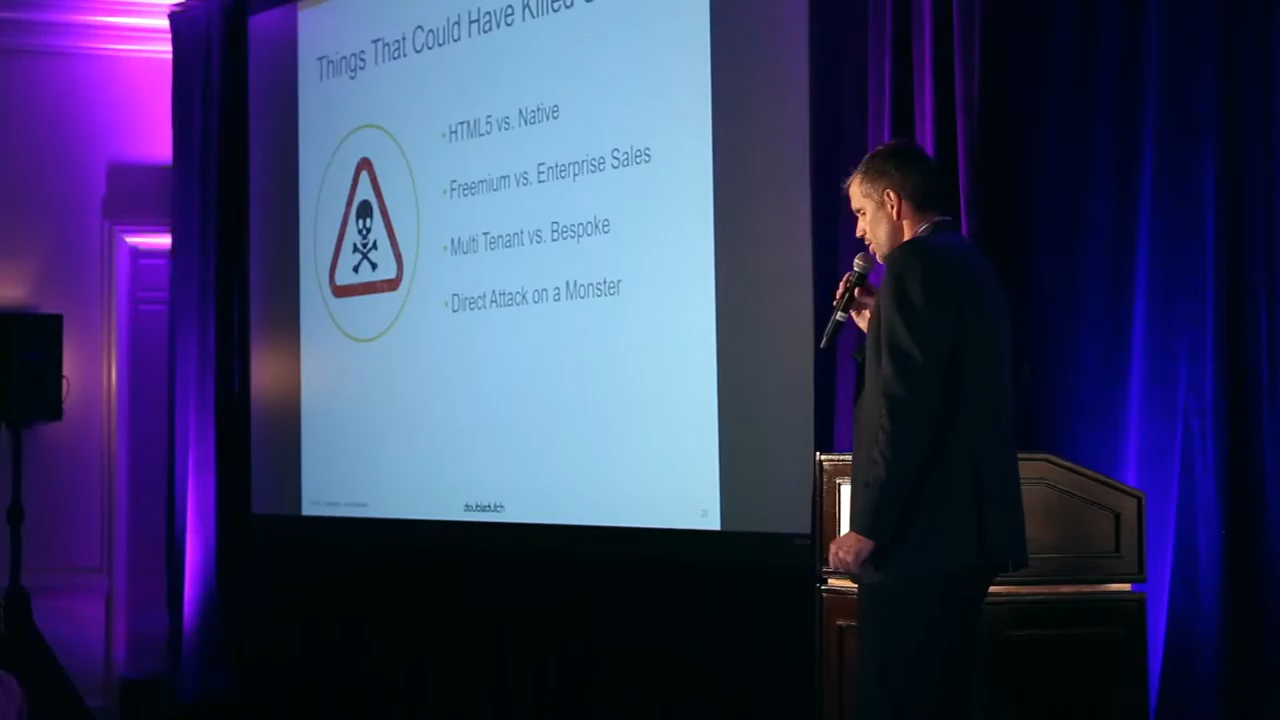 Things That Could Have Killed
• HTML5 vs. Native
• Freemium vs. Enterprise Sales
• Multi Tenant vs. Bespoke
• Direct Attack on a Monster
doubledutch